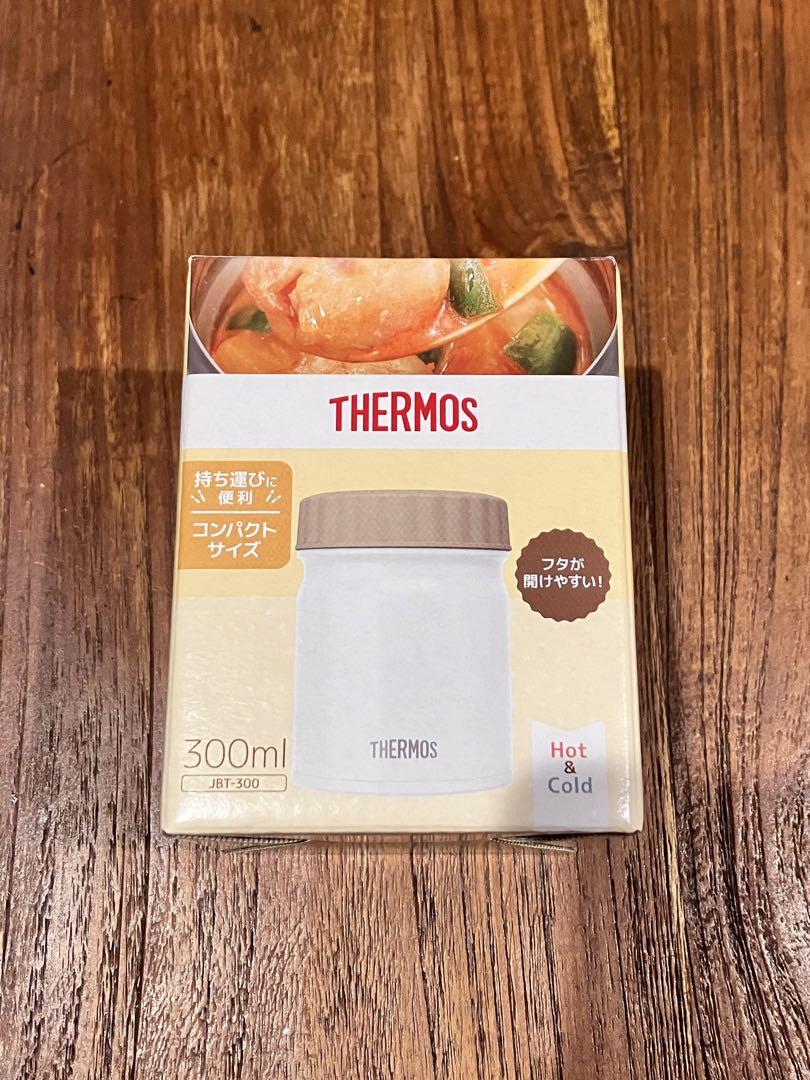 THERMOS
持ち運びに
便利
コンパクト
サイズ
フタが
開けやすい!
THERMOS
300ml
JBT-300
Hot
&
Cold